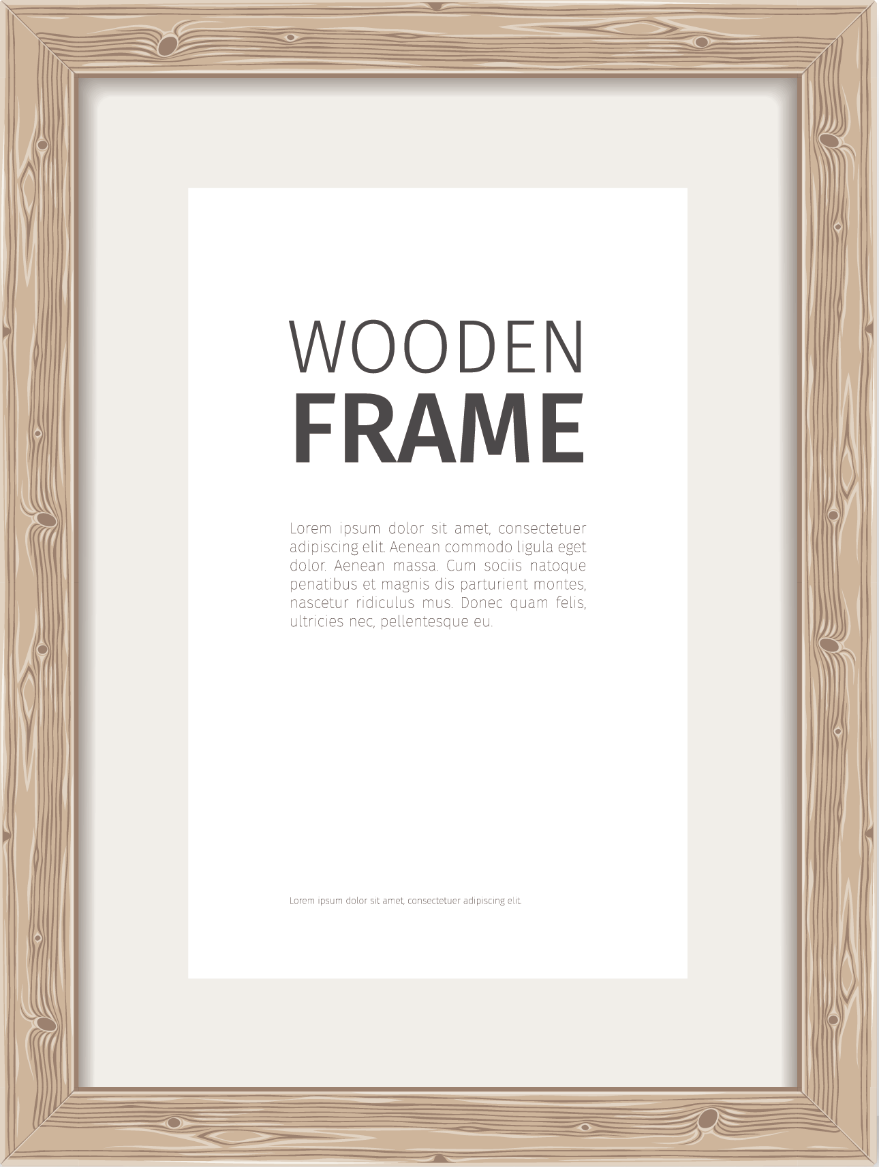 WOODEN
FRAME
Lorem ipsum dolor sit amet, consectetuer
adipiscing elit. Aenean commodo ligula eget
dolor. Aenean massa. Cum sociis natoque
penatibus et magnis dis parturient montes,
nascetur ridiculus mus. Donec quam felis,
ultricies nec, pellentesque eu.
Lorem ipsum dolor sit amet, consectetuer adipiscing elit.